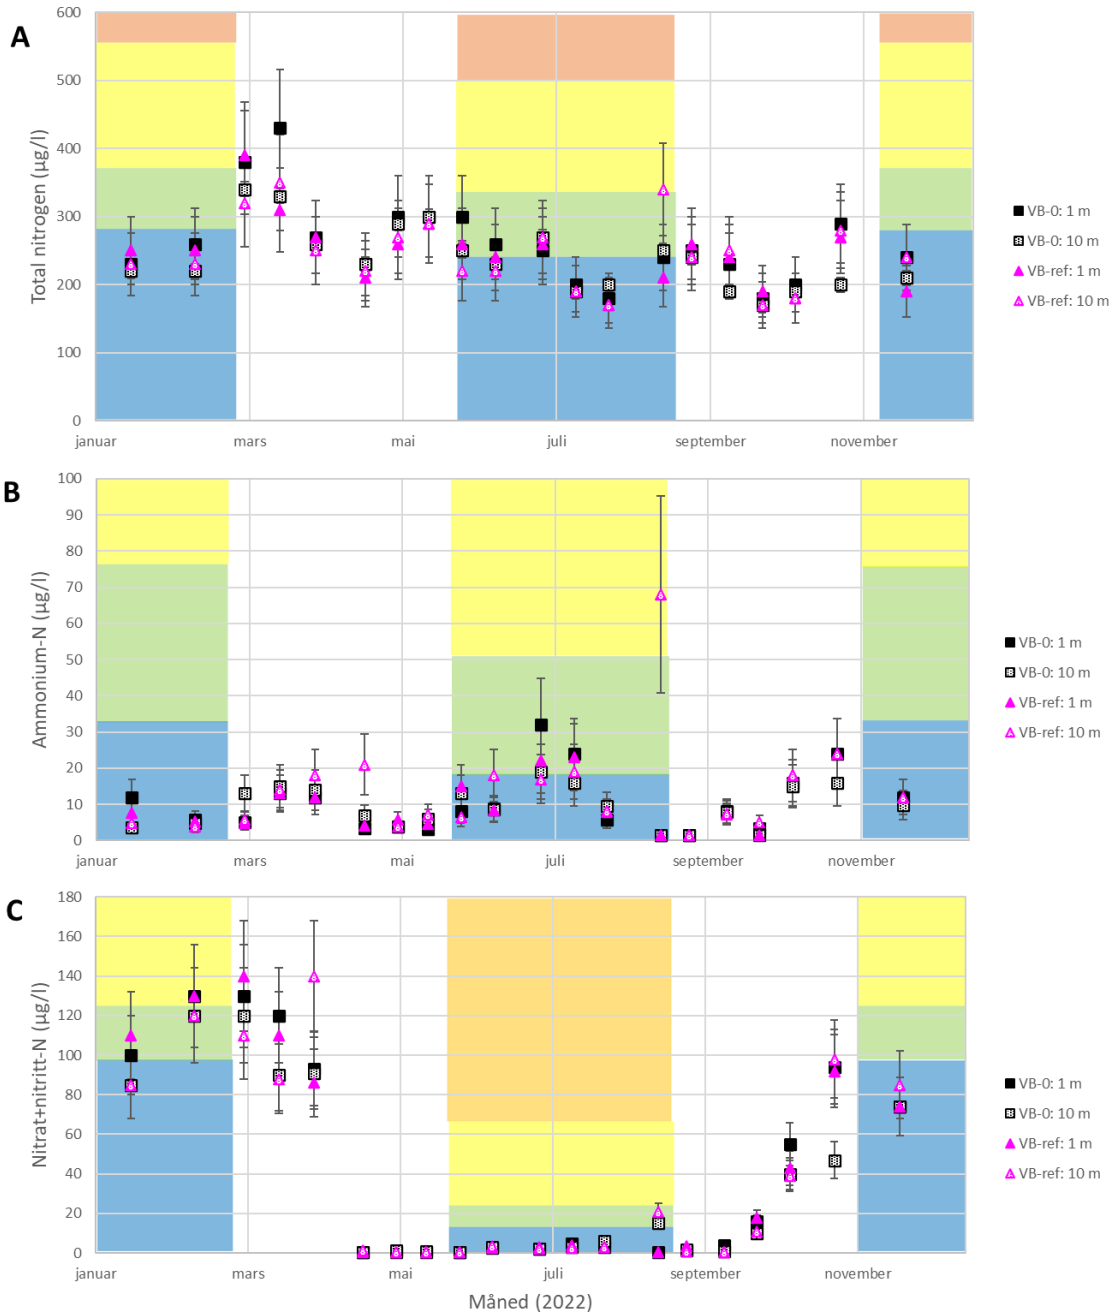 A
Total nitrogen (µg/l)
600
500
400
300
200
100
0
januar mars mai juli september november
VB-0: 1 m
VB-0: 10 m
VB-ref: 1 m
VB-ref: 10 m
B
Ammonium-N (µg/l)
100
90
80
70
60
50
40
30
20
10
0
januar mars mai juli september november
VB-0: 1 m
VB-0: 10 m
VB-ref: 1 m
VB-ref: 10 m
C
Nitrat+nitritt-N (µg/l)
180
160
140
120
100
80
60
40
20
0
januar mars mai juli september november
VB-0: 1 m
VB-0: 10 m
VB-ref: 1 m
VB-ref: 10 m
Måned (2022)